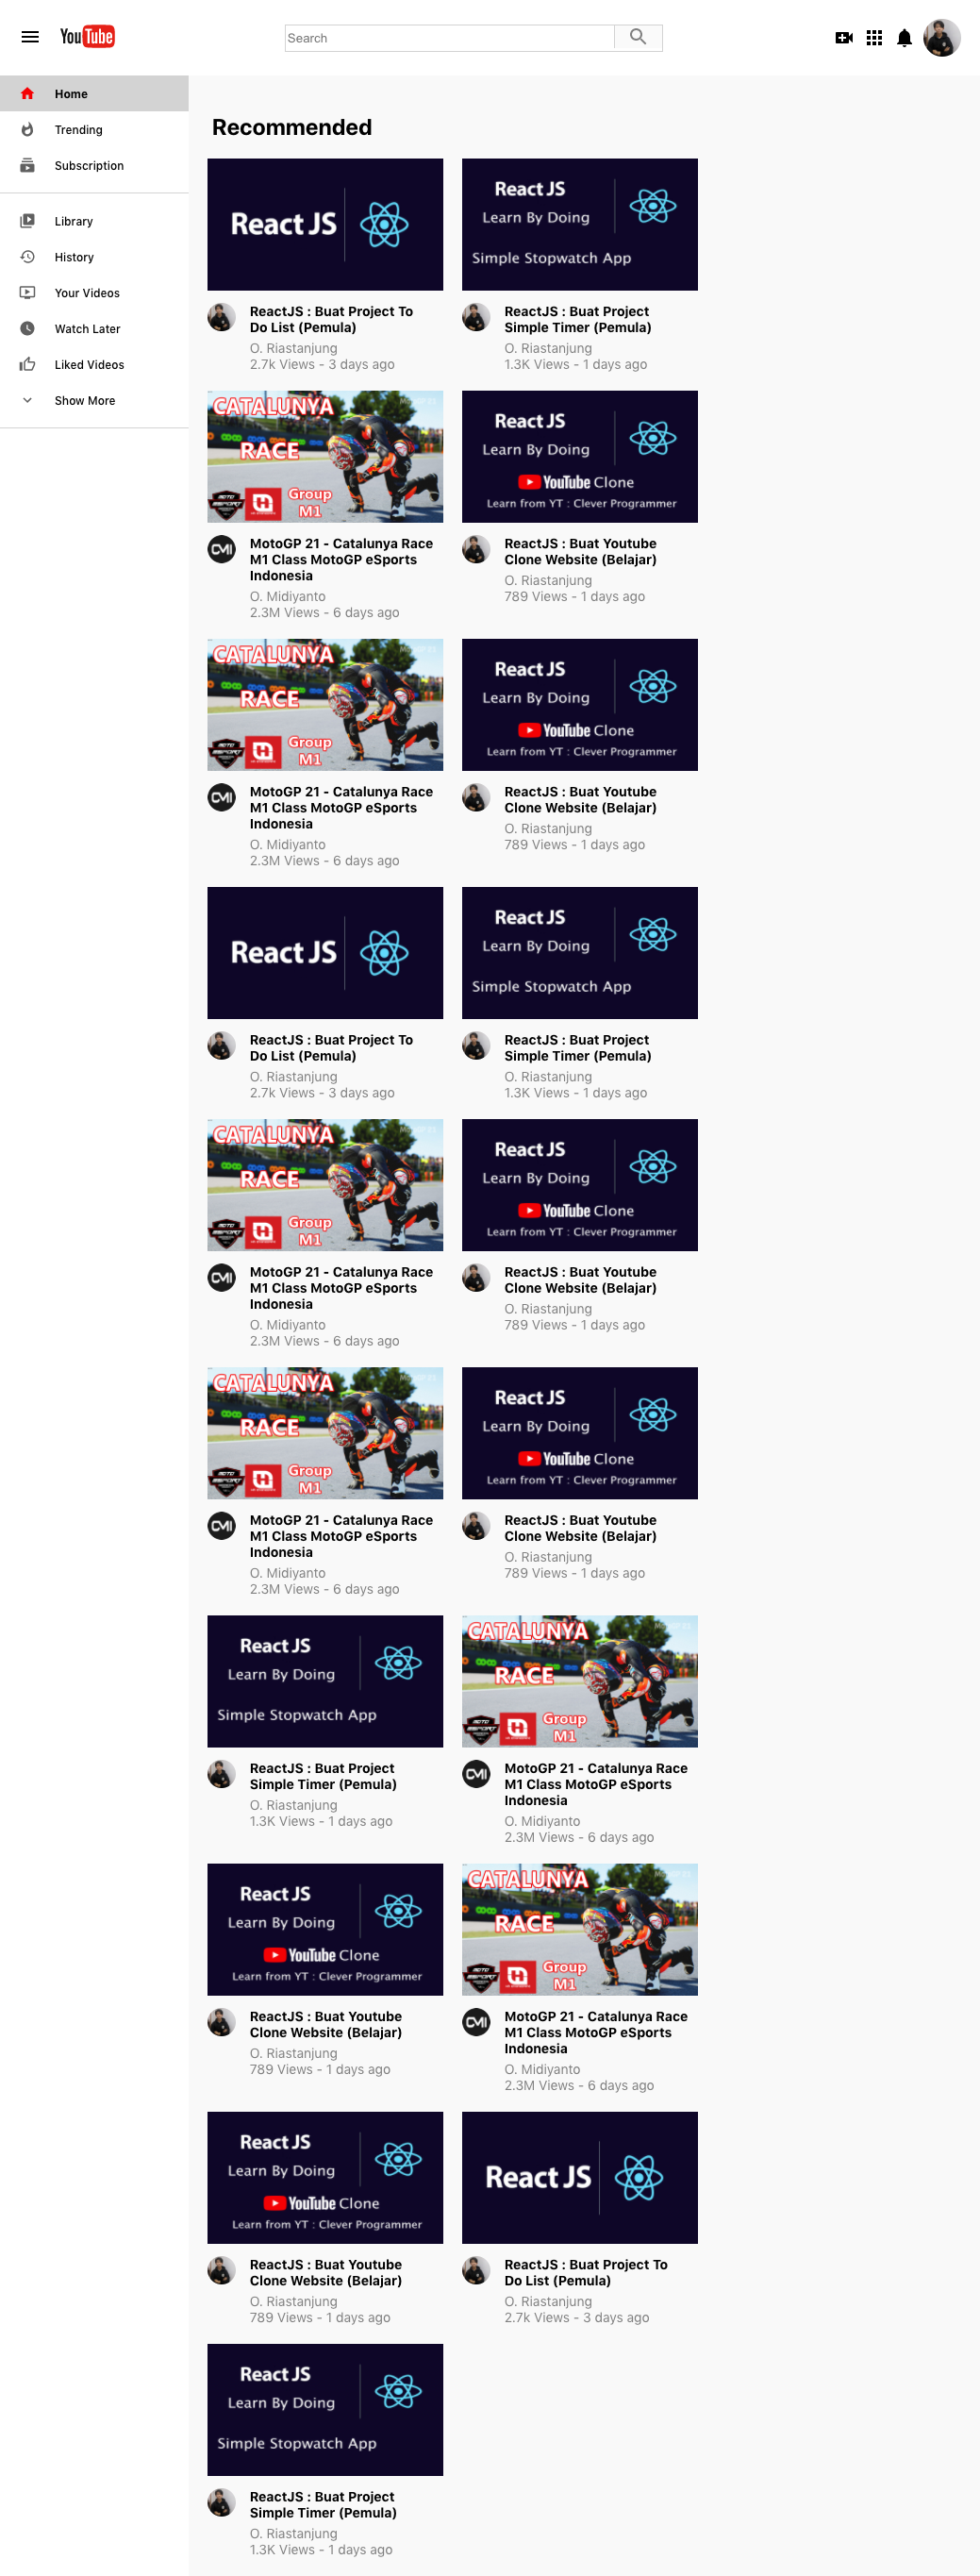 YouTube
Search
Home
Trending
Subscription
Library
History
Your Videos
Watch Later
Liked Videos
Show More
Recommended
React JS
ReactJS : Buat Project To
Do List (Pemula)
O. Riastanjung
2.7k Views - 3 days ago
React JS
Learn By Doing
Simple Stopwatch App
ReactJS : Buat Project
Simple Timer (Pemula)
O. Riastanjung
1.3K Views - 1 days ago
CATALUNYA
RACE
Group
M1
MotoGP 21 - Catalunya Race
M1 Class MotoGP eSports
Indonesia
O. Midiyanto
2.3M Views - 6 days ago
React JS
Learn By Doing
YouTube Clone
Learn from YT : Clever Programmer
ReactJS : Buat Youtube
Clone Website (Belajar)
O. Riastanjung
789 Views - 1 days ago
CATALUNYA
RACE
Group
M1
MotoGP 21 - Catalunya Race
M1 Class MotoGP eSports
Indonesia
O. Midiyanto
2.3M Views - 6 days ago
React JS
Learn By Doing
YouTube Clone
Learn from YT : Clever Programmer
ReactJS : Buat Youtube
Clone Website (Belajar)
O. Riastanjung
789 Views - 1 days ago
React JS
ReactJS : Buat Project To
Do List (Pemula)
O. Riastanjung
2.7k Views - 3 days ago
React JS
Learn By Doing
Simple Stopwatch App
ReactJS : Buat Project
Simple Timer (Pemula)
O. Riastanjung
1.3K Views - 1 days ago
CATALUNYA
RACE
Group
M1
MotoGP 21 - Catalunya Race
M1 Class MotoGP eSports
Indonesia
O. Midiyanto
2.3M Views - 6 days ago
React JS
Learn By Doing
YouTube Clone
Learn from YT : Clever Programmer
ReactJS : Buat Youtube
Clone Website (Belajar)
O. Riastanjung
789 Views - 1 days ago
CATALUNYA
RACE
Group
M1
MotoGP 21 - Catalunya Race
M1 Class MotoGP eSports
Indonesia
O. Midiyanto
2.3M Views - 6 days ago
React JS
Learn By Doing
YouTube Clone
Learn from YT : Clever Programmer
ReactJS : Buat Youtube
Clone Website (Belajar)
O. Riastanjung
789 Views - 1 days ago
React JS
Learn By Doing
Simple Stopwatch App
ReactJS : Buat Project
Simple Timer (Pemula)
O. Riastanjung
1.3K Views - 1 days ago
CATALUNYA
RACE
Group
M1
MotoGP 21 - Catalunya Race
M1 Class MotoGP eSports
Indonesia
O. Midiyanto
2.3M Views - 6 days ago
React JS
Learn By Doing
YouTube Clone
Learn from YT : Clever Programmer
ReactJS : Buat Youtube
Clone Website (Belajar)
O. Riastanjung
789 Views - 1 days ago
CATALUNYA
RACE
Group
M1
MotoGP 21 - Catalunya Race
M1 Class MotoGP eSports
Indonesia
O. Midiyanto
2.3M Views - 6 days ago
React JS
Learn By Doing
YouTube Clone
Learn from YT : Clever Programmer
ReactJS : Buat Youtube
Clone Website (Belajar)
O. Riastanjung
789 Views - 1 days ago
React JS
ReactJS : Buat Project To
Do List (Pemula)
O. Riastanjung
2.7k Views - 3 days ago
React JS
Learn By Doing
Simple Stopwatch App
ReactJS : Buat Project
Simple Timer (Pemula)
O. Riastanjung
1.3K Views - 1 days ago